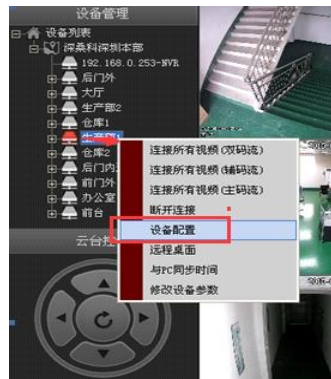 设备管理
设备列表
深桑科深圳本部
192.168.0.253-NVR
后门外
大厅
生产部2
仓库1
生产部1
仓库2
后门内
前门外
办公室
前台
连接所有视频(双码流)
连接所有视频(辅码流)
连接所有视频(主码流)
断开连接
设备配置
远程桌面
与PC同步时间
修改设备参数
云台控